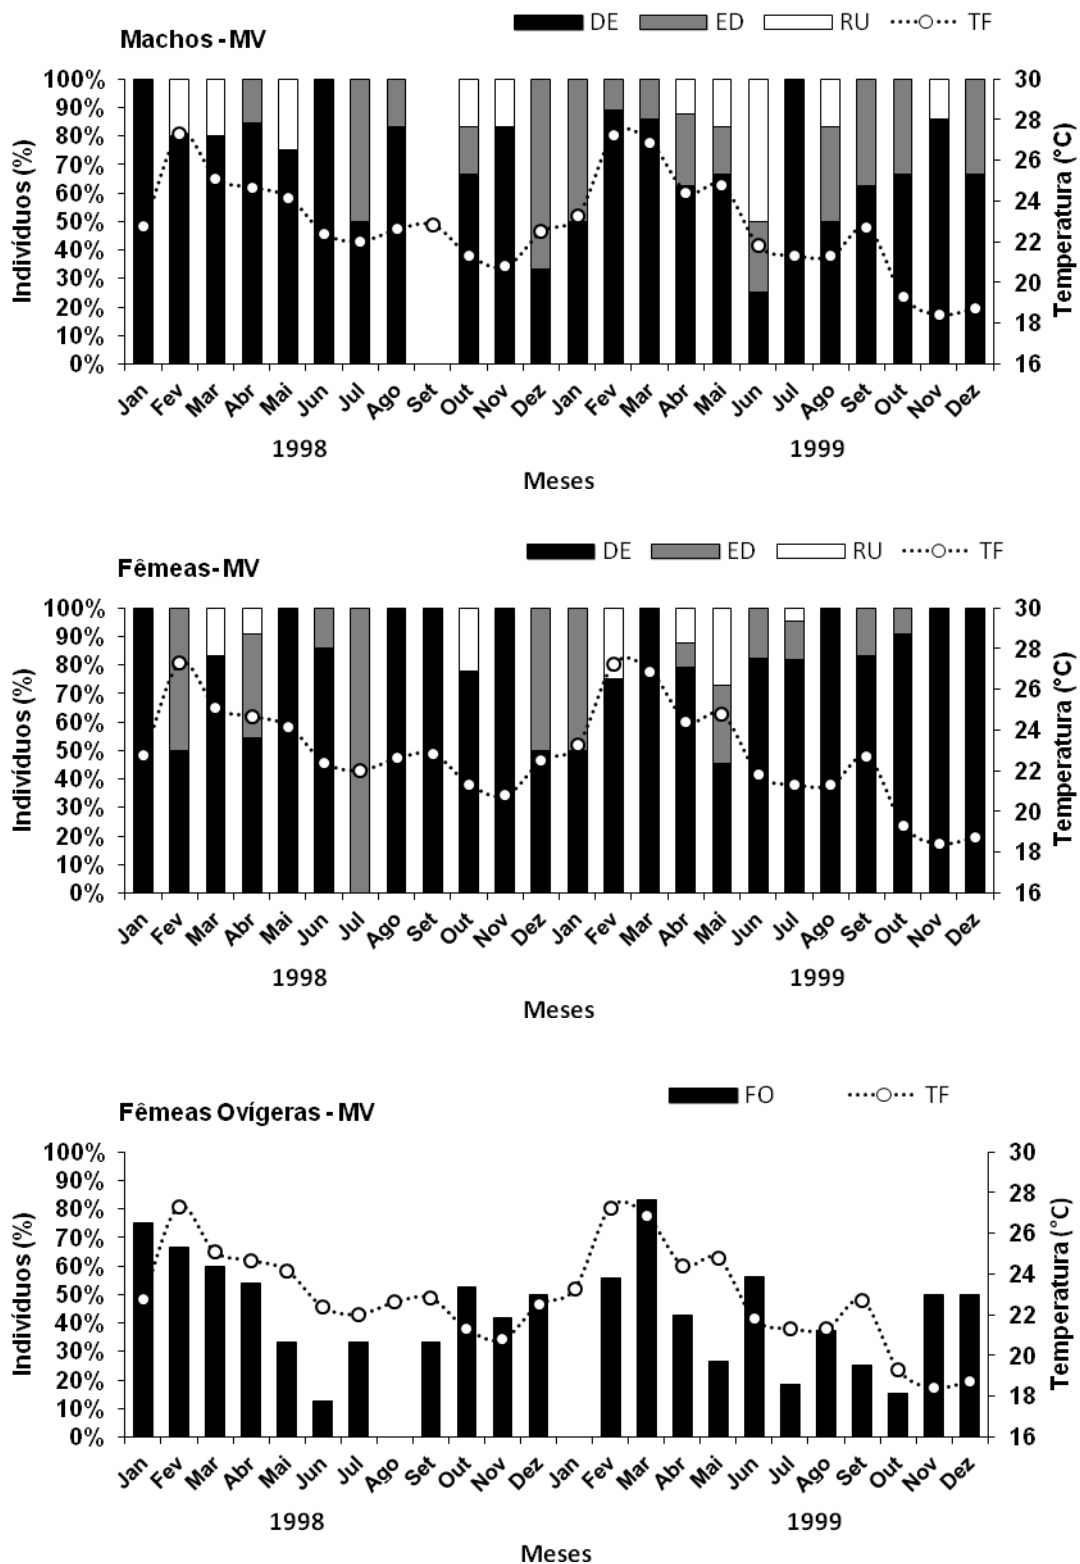 DE ED RU TF
Machos - MV
100% 30
90% 28
80% 26
70% 24
60% 22
50% 20
40% 18
30% 16
20%
10%
0%
Indivíduos (%)
Temperatura (°C)
Jan Fev Mar Abr Mai Jun Jul Ago Set Out Nov Dez Jan Fev Mar Abr Mai Jun Jul Ago Set Out Nov Dez
1998 1999
Meses
DE ED RU TF
Fêmeas- MV
100% 30
90% 28
80% 26
70% 24
60% 22
50% 20
40% 18
30% 16
20%
10%
0%
Indivíduos (%)
Temperatura (°C)
Jan Fev Mar Abr Mai Jun Jul Ago Set Out Nov Dez Jan Fev Mar Abr Mai Jun Jul Ago Set Out Nov Dez
1998 1999
Meses
FO TF
Fêmeas Ovígeras - MV
100% 30
90% 28
80% 26
70% 24
60% 22
50% 20
40% 18
30% 16
20%
10%
0%
Indivíduos (%)
Temperatura (°C)
Jan Fev Mar Abr Mai Jun Jul Ago Set Out Nov Dez Jan Fev Mar Abr Mai Jun Jul Ago Set Out Nov Dez
1998 1999
Meses